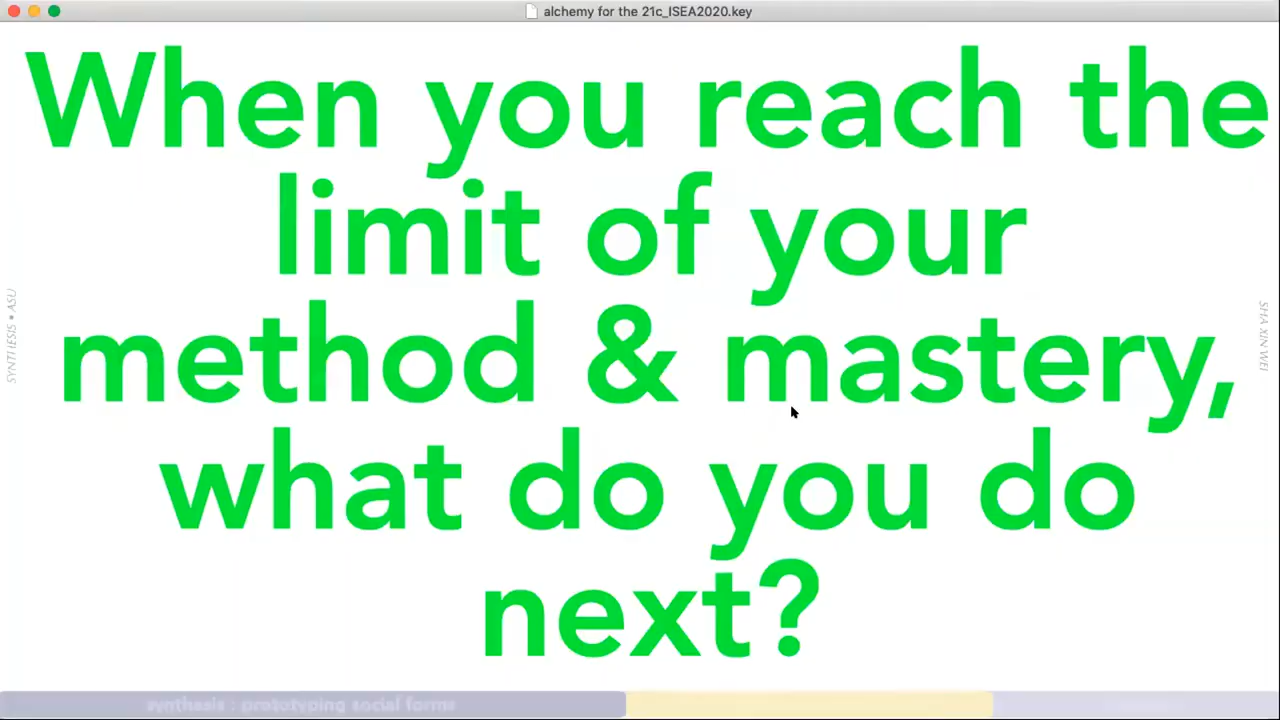 alchemy for the 21c_ISEA2020.key
When you reach the
limit of your
method & mastery,
what do you do
next?
SYNTHESIS • ASU
SHA XIN WEI
synthesis : prototyping social forms